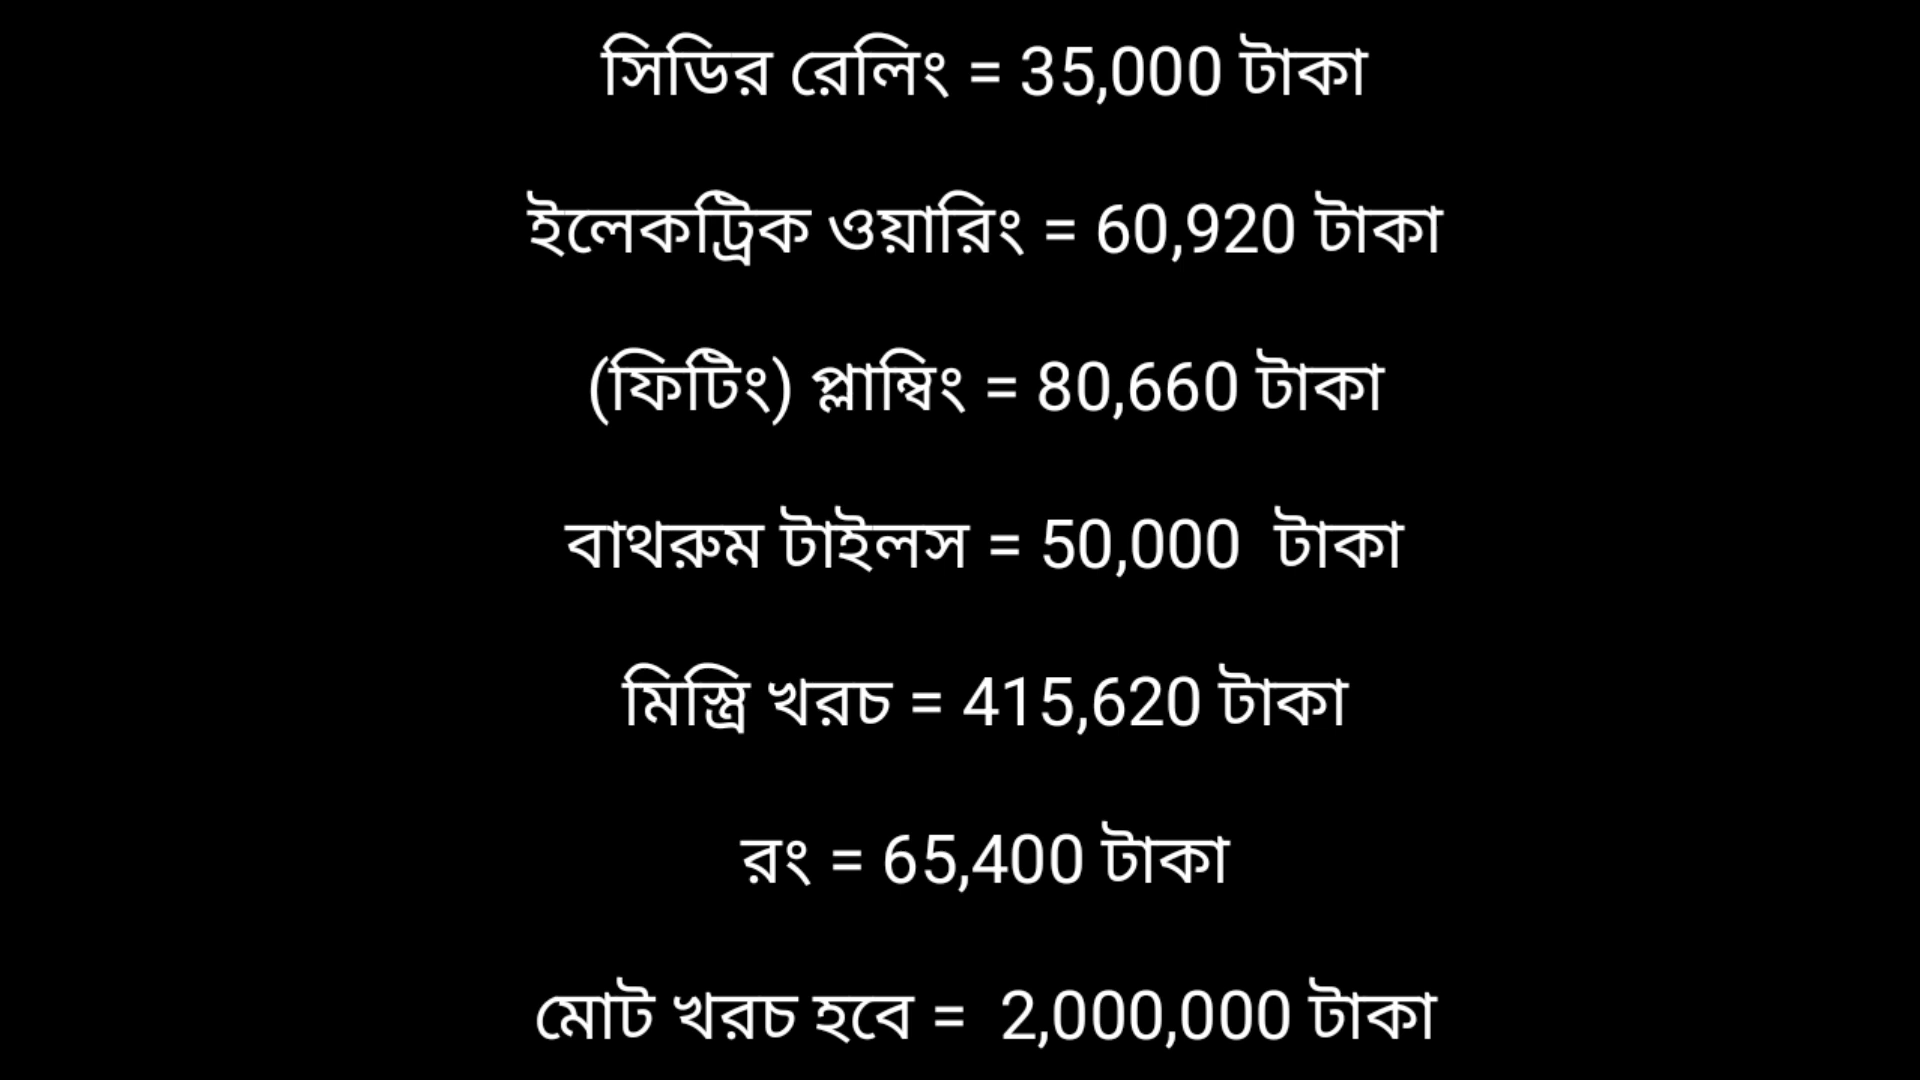 সিডির রেলিং = 35,000 টাকা
ইলেকট্রিক ওয়ারিং = 60,920 টাকা
(ফিটিং) প্লাম্বিং = 80,660 টাকা
বাথরুম টাইলস = 50,000 টাকা
মিস্ত্রি খরচ = 415,620 টাকা
রং = 65,400 টাকা
মোট খরচ হবে = 2,000,000 টাকা